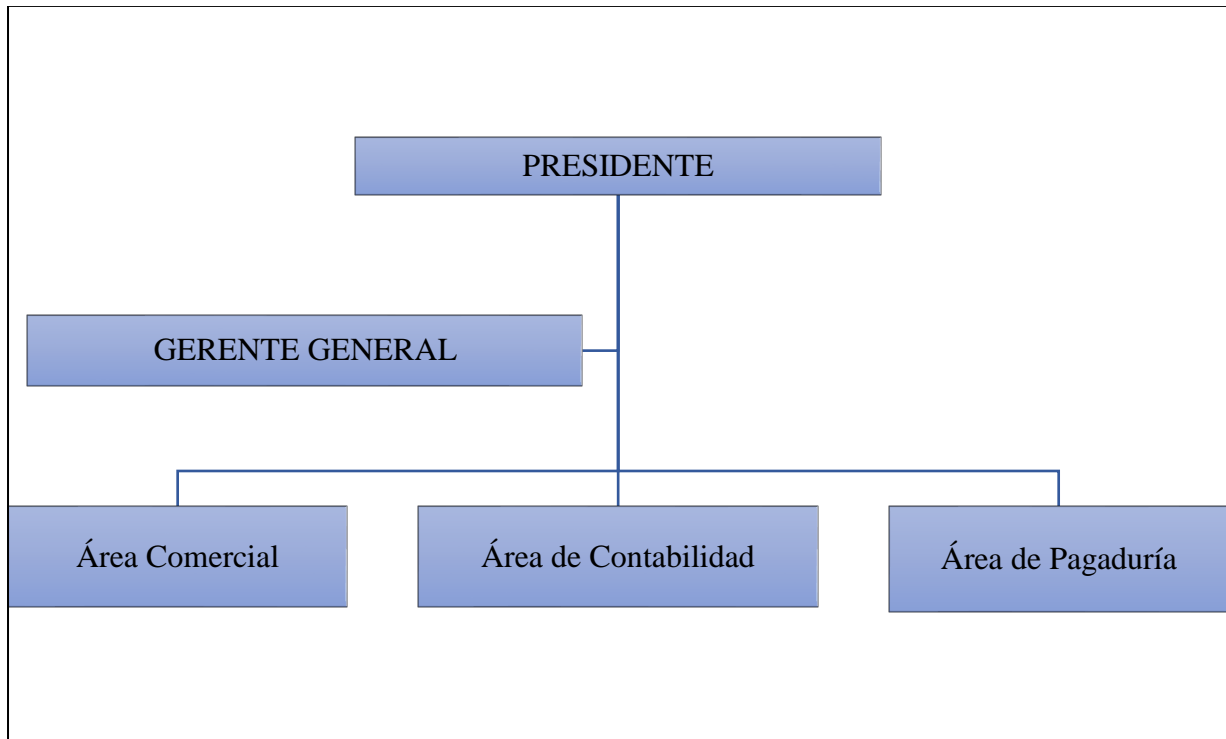 PRESIDENTE
GERENTE GENERAL
Área Comercial
Área de Contabilidad
Área de Pagaduría